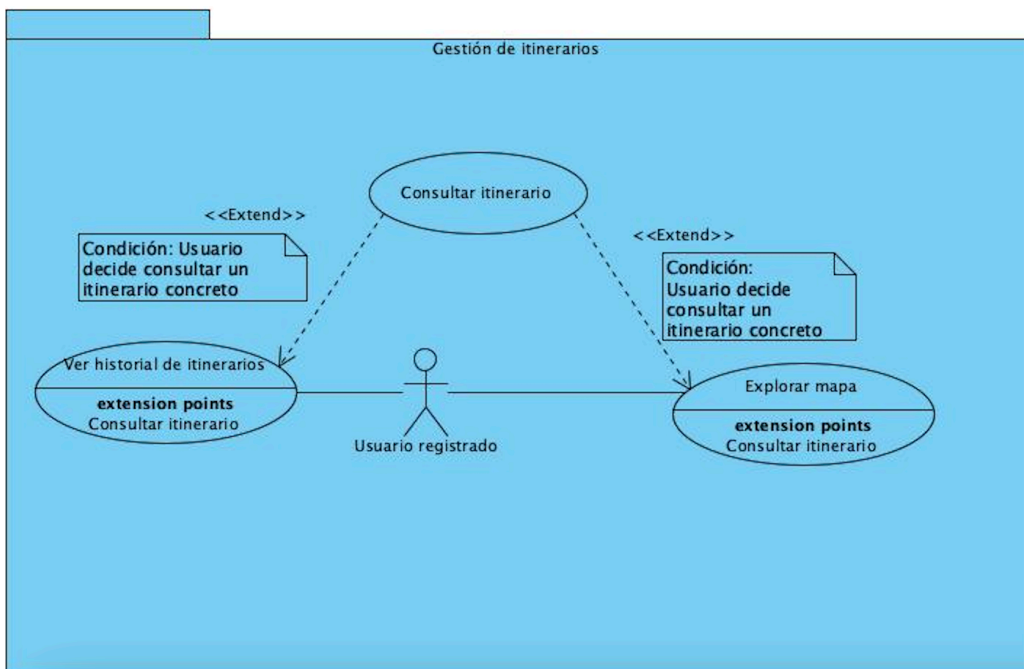 Gestión de itinerarios
Consultar itinerario
<<Extend>>
Condición: Usuario
decide consultar un
itinerario concreto
<<Extend>>
Condición:
Usuario decide
consultar un
itinerario concreto
Ver historial de itinerarios
extension points
Consultar itinerario
Usuario registrado
Explorar mapa
extension points
Consultar itinerario